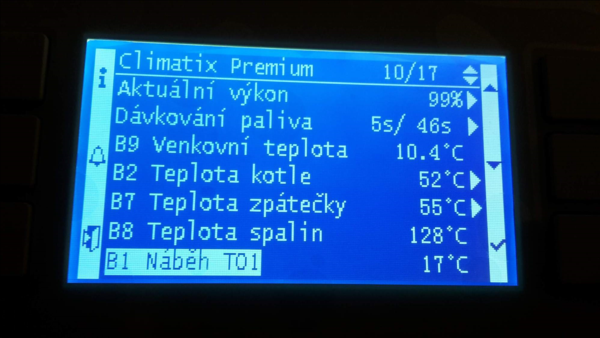 Climatix Premium 10/17
Aktuální výkon 99%
Dávkování paliva 5s/ 46s
B9 Venkovní teplota 10.4°C
B2 Teplota kotle 52°C
B7 Teplota zpátečky 55°C
B8 Teplota spalin 128°C
B1 Náběh TO1 17°C